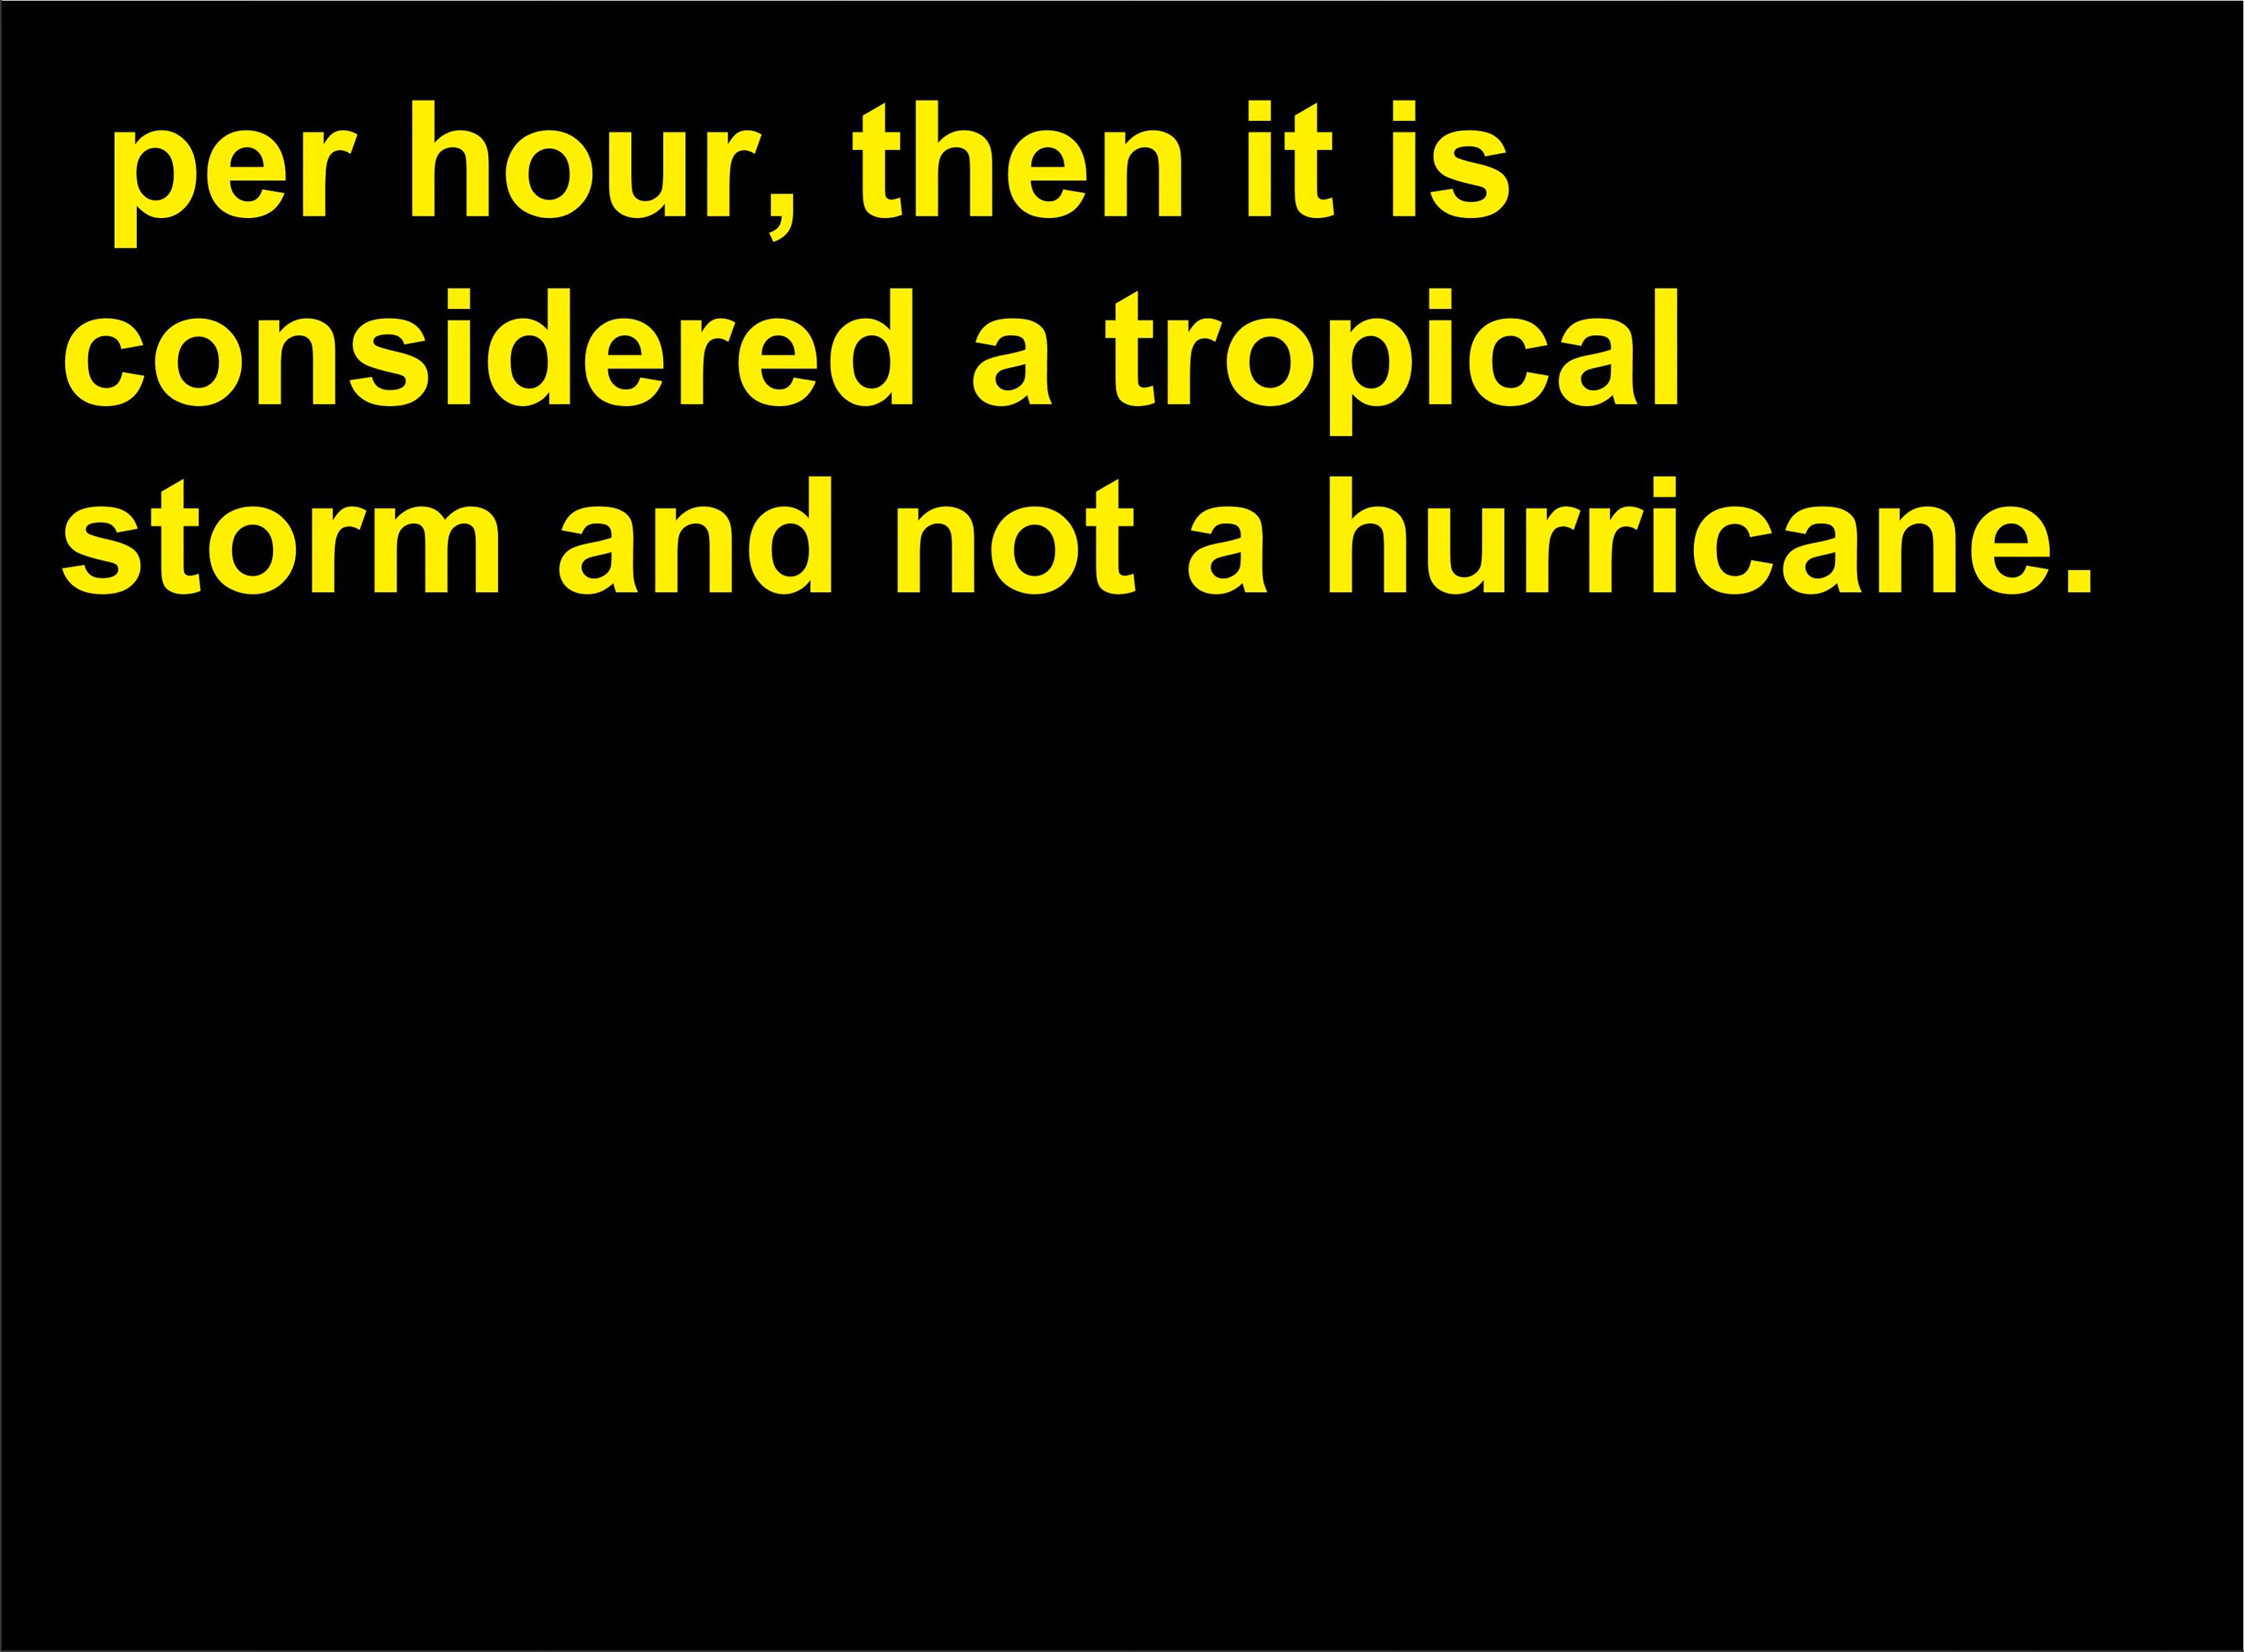 per hour, then it is
considered a tropical
storm and not a hurricane.